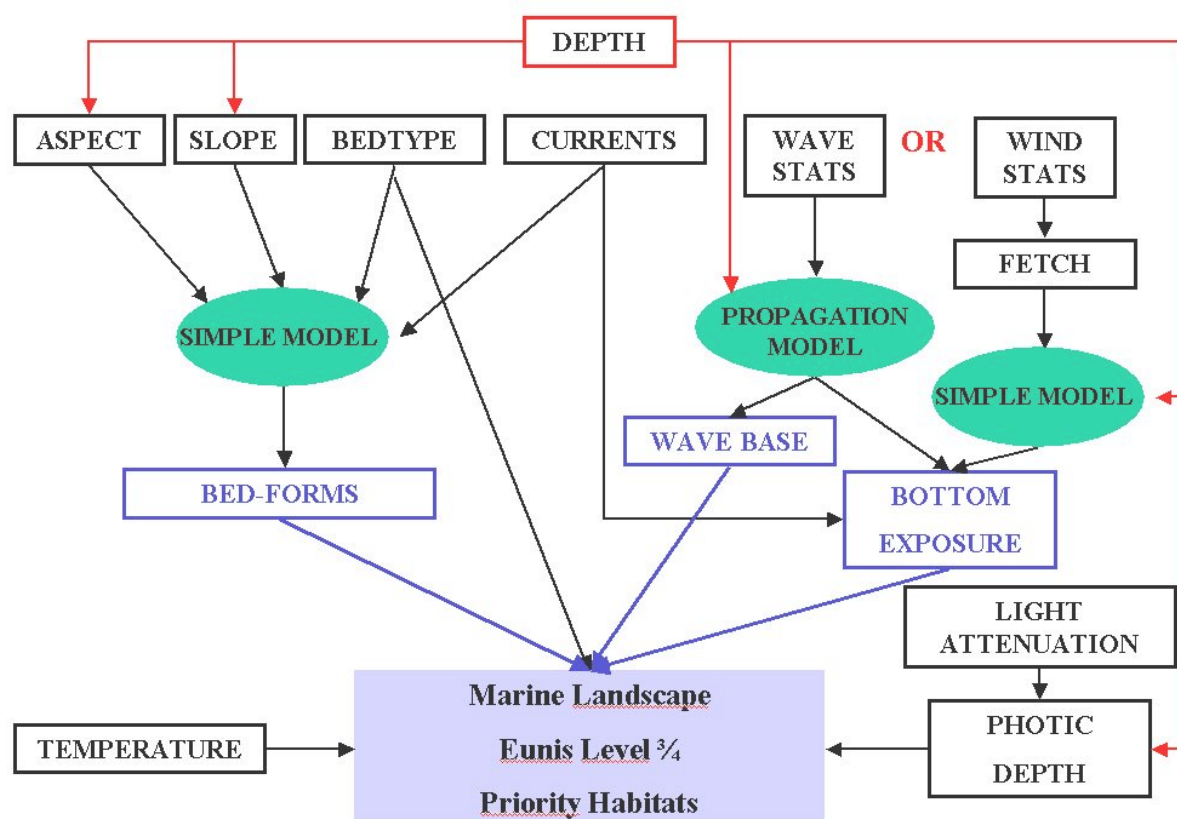 DEPTH
ASPECT
SLOPE
BEDTYPE
CURRENTS
WAVE
STATS
OR
WIND
STATS
FETCH
SIMPLE MODEL
PROPAGATION
MODEL
SIMPLE MODEL
WAVE BASE
BED-FORMS
BOTTOM
EXPOSURE
LIGHT
ATTENUATION
Marine Landscape
Eunis Level ¾
Priority Habitats
TEMPERATURE
PHOTIC
DEPTH